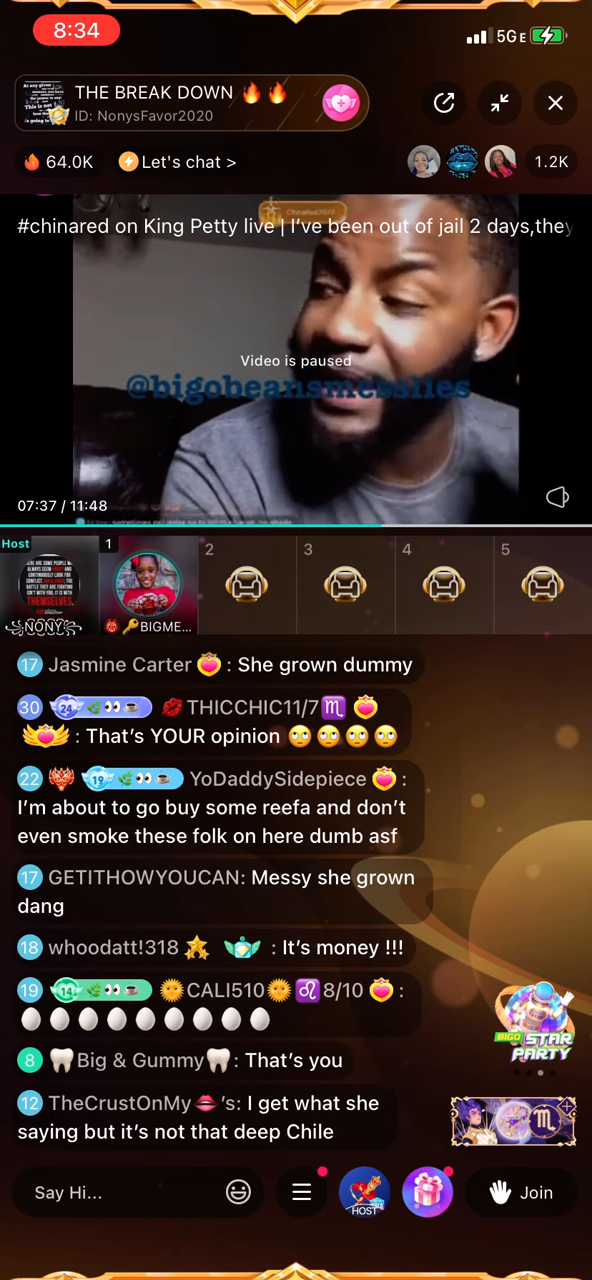 8:34
5G E
THE BREAK DOWN 🔥🔥
ID: NonysFavor2020
64.0K
Let's chat >
1.2K
Chinared2022
#chinared on King Petty live | I've been out of jail 2 days,they
Video is paused
@bigobeansmessiies
07:37 / 11:48
Host
1
2
3
4
5
THEMSELVES.
NONY
BIGME...
17 Jasmine Carter : She grown dummy
30 24 🌿👀☕ 💋THICCHIC11/7♏
: That's YOUR opinion 🙄🙄🙄🙄
22 19 🌿👀☕ YoDaddySidepiece :
I'm about to go buy some reefa and don't
even smoke these folk on here dumb asf
17 GETITHOWYOUCAN: Messy she grown
dang
18 whoodatt!318 : It's money !!!
19 14 🌿👀☕ 🌞CALI510🌞♌8/10 :
🥚🥚🥚🥚🥚🥚🥚🥚🥚
8 🦷Big & Gummy🦷: That's you
12 TheCrustOnMy👄's: I get what she
saying but it's not that deep Chile
BIGO STAR
PARTY
Say Hi...
HOST
Join